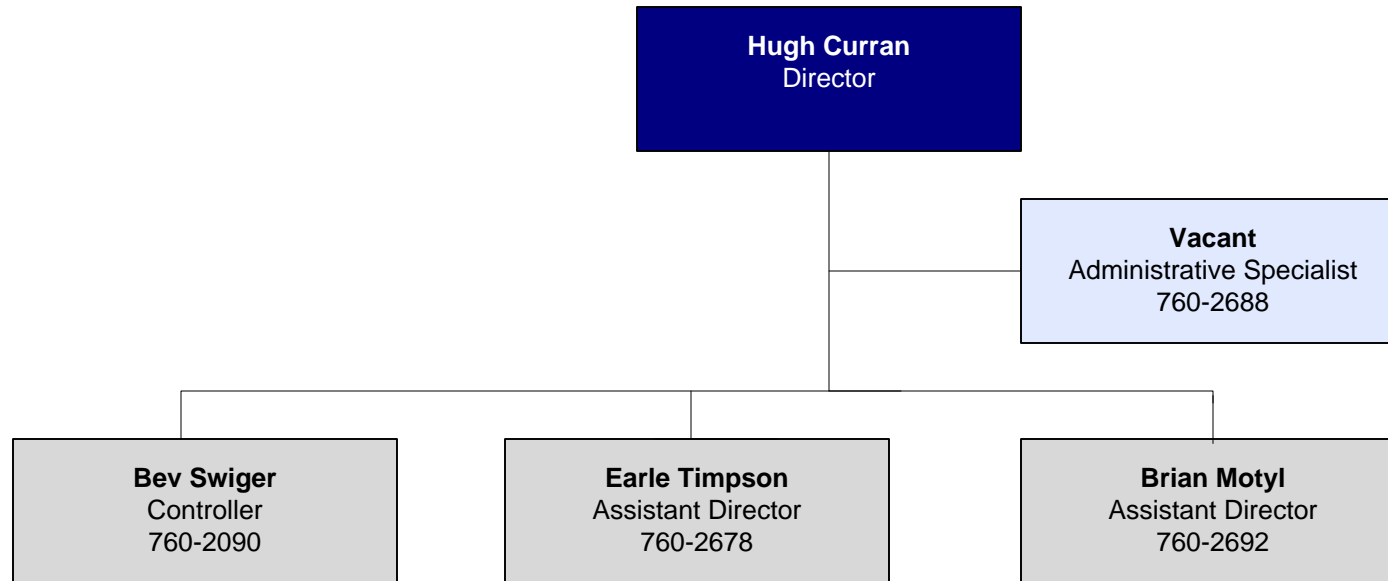 Hugh Curran
Director
Vacant
Administrative Specialist
760-2688
Bev Swiger
Controller
760-2090
Earle Timpson
Assistant Director
760-2678
Brian Motyl
Assistant Director
760-2692